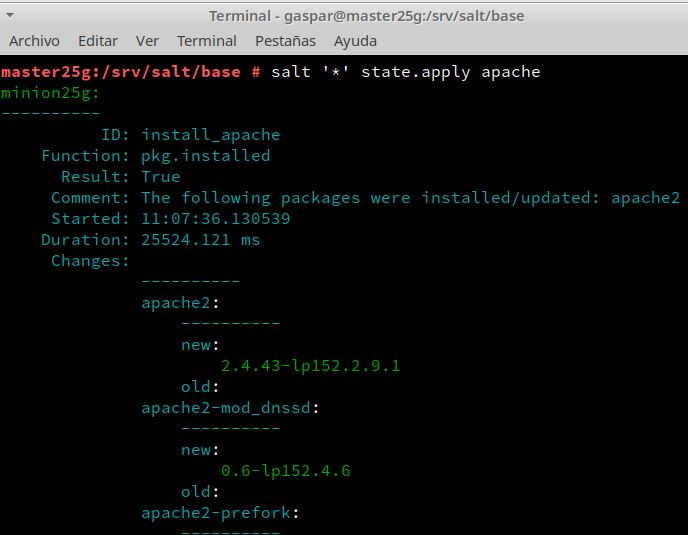 Terminal - gaspar@master25g:/srv/salt/base
Archivo Editar Ver Terminal Pestañas Ayuda
master25g:/srv/salt/base # salt '*' state.apply apache
minion25g:
----------
ID: install_apache
Function: pkg.installed
Result: True
Comment: The following packages were installed/updated: apache2
Started: 11:07:36.130539
Duration: 25524.121 ms
Changes:
----------
apache2:
----------
new:
2.4.43-lp152.2.9.1
old:
apache2-mod_dnssd:
----------
new:
0.6-lp152.4.6
old:
apache2-prefork:
----------